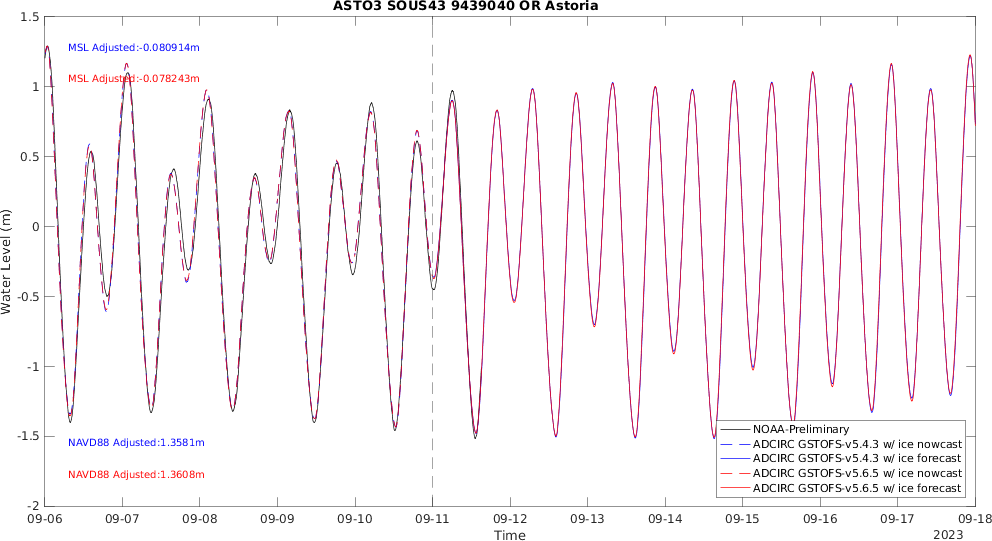 ASTO3 SOUS43 9439040 OR Astoria
1.5
1
0.5
0
-0.5
-1
-1.5
-2
Water Level (m)
MSL Adjusted:-0.080914m
MSL Adjusted:-0.078243m
NAVD88 Adjusted:1.3581m
NAVD88 Adjusted:1.3608m
NOAA-Preliminary
ADCIRC GSTOFS-v5.4.3 w/ ice nowcast
ADCIRC GSTOFS-v5.4.3 w/ ice forecast
ADCIRC GSTOFS-v5.6.5 w/ ice nowcast
ADCIRC GSTOFS-v5.6.5 w/ ice forecast
09-06 09-07 09-08 09-09 09-10 09-11 09-12 09-13 09-14 09-15 09-16 09-17 09-18
Time
2023